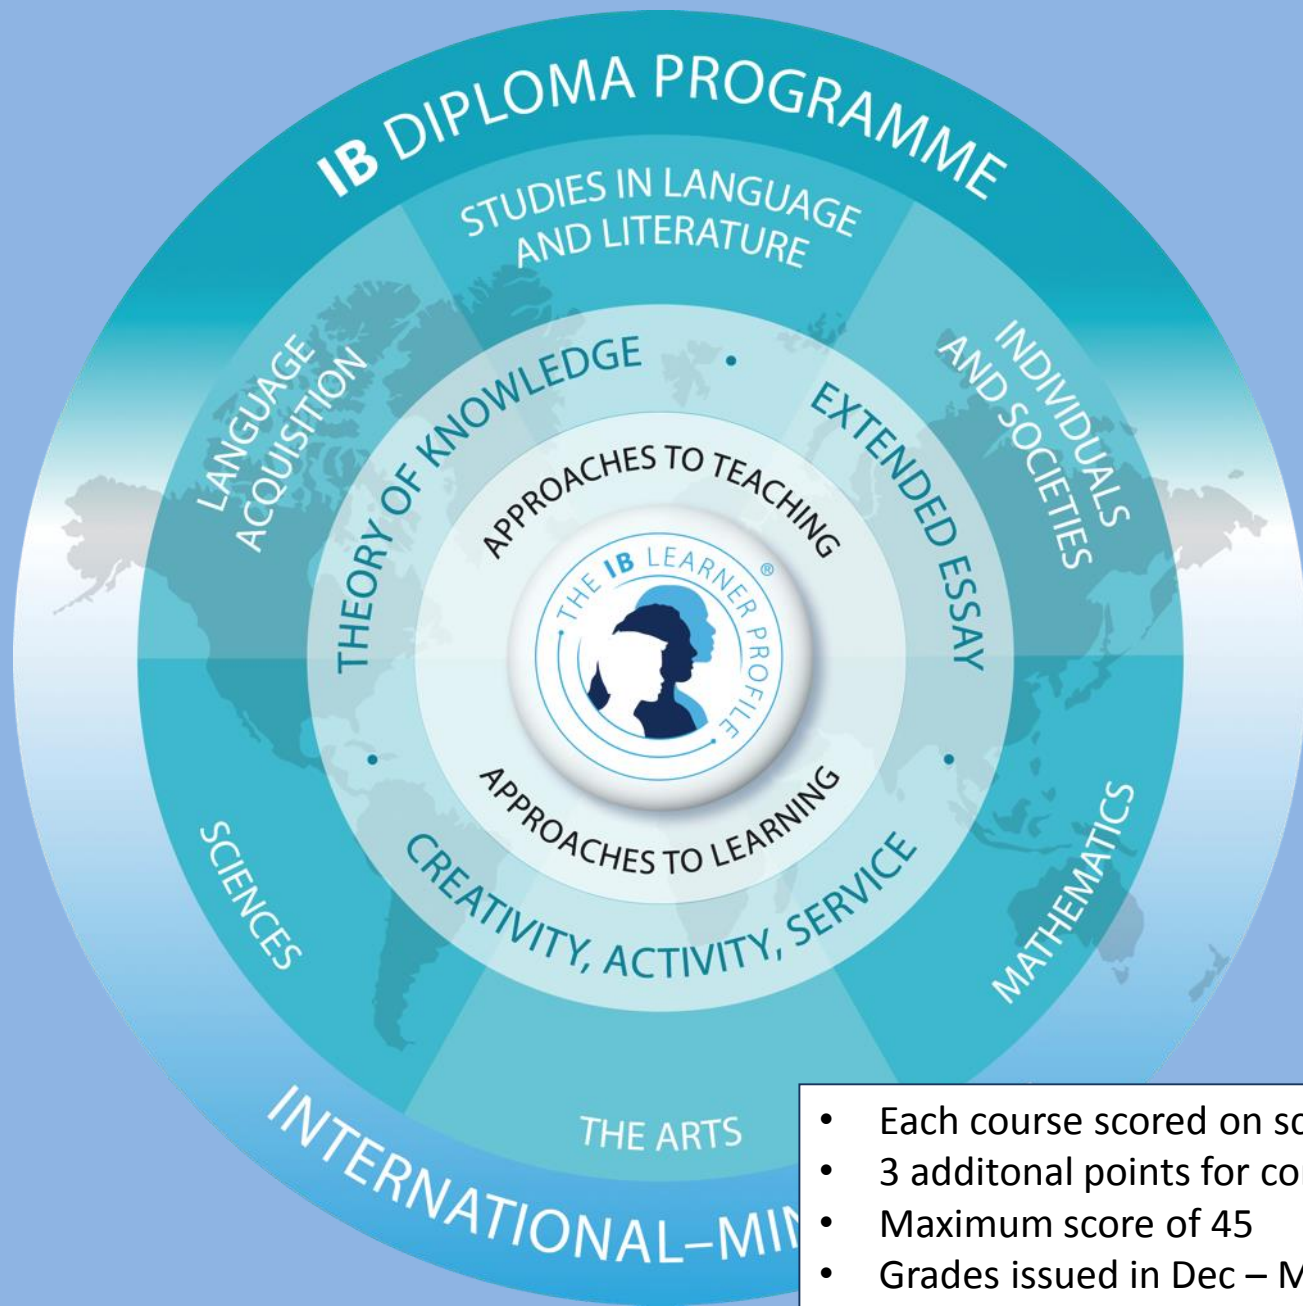 IB DIPLOMA PROGRAMME
STUDIES IN LANGUAGE
AND LITERATURE
LANGUAGE
ACQUISITION
INDIVIDUALS
AND SOCIETIES
THEORY OF KNOWLEDGE •
EXTENDED ESSAY •
APPROACHES TO TEACHING
THE IB LEARNER PROFILE ®
APPROACHES TO LEARNING
• CREATIVITY, ACTIVITY, SERVICE
SCIENCES
MATHEMATICS
THE ARTS
INTERNATIONAL–MIN
• Each course scored on sc
• 3 additonal points for co
• Maximum score of 45
• Grades issued in Dec – M